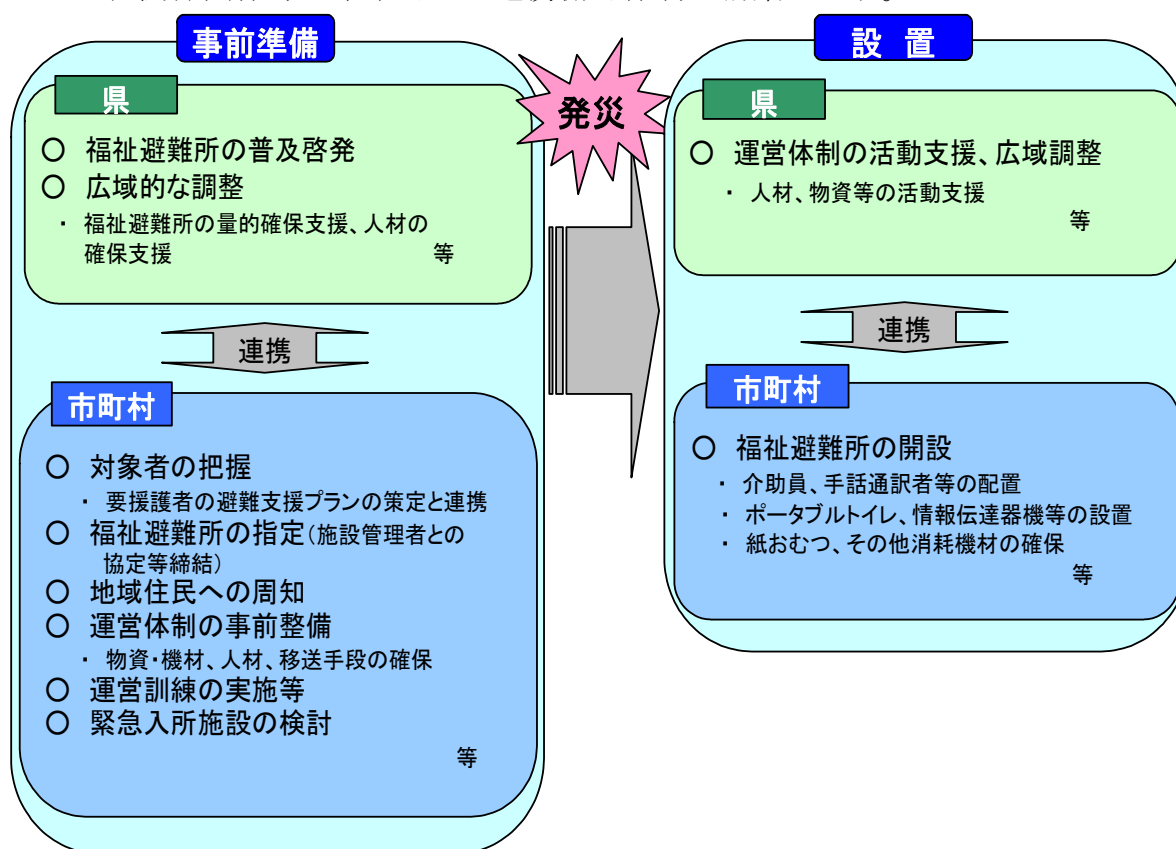 事前準備
県
○ 福祉避難所の普及啓発
○ 広域的な調整
・ 福祉避難所の量的確保支援、人材の
確保支援 等
連携
市町村
○ 対象者の把握
・ 要援護者の避難支援プランの策定と連携
○ 福祉避難所の指定(施設管理者との
協定等締結)
○ 地域住民への周知
○ 運営体制の事前整備
・ 物資・機材、人材、移送手段の確保
○ 運営訓練の実施等
○ 緊急入所施設の検討
等
発災
設 置
県
○ 運営体制の活動支援、広域調整
・ 人材、物資等の活動支援
等
連携
市町村
○ 福祉避難所の開設
・ 介助員、手話通訳者等の配置
・ ポータブルトイレ、情報伝達器機等の設置
・ 紙おむつ、その他消耗機材の確保
等